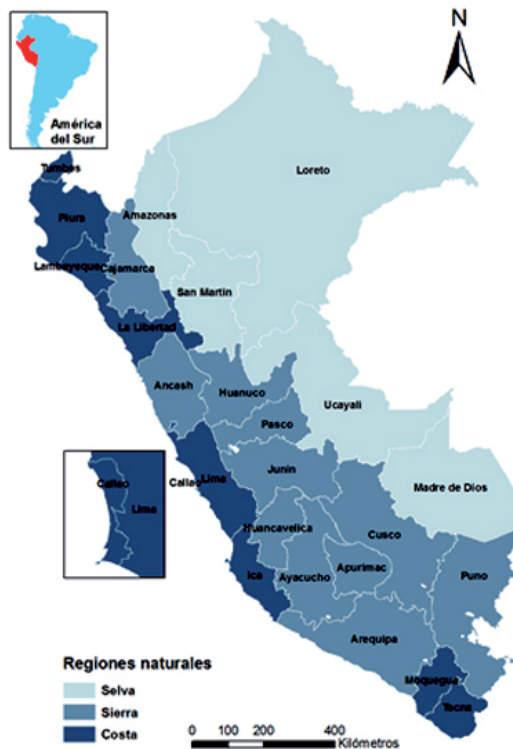 N
América
del Sur
Tumbes
Loreto
Piura
Amazonas
Lambayeque
Cajamarca
San Martín
La Libertad
Ancash
Huanuco
Ucayali
Pasco
Callao
Lima
Callao
Lima
Junín
Madre de Dios
Huancavelica
Cusco
Ica
Ayacucho
Apurimac
Puno
Arequipa
Moquegua
Tacna
Regiones naturales
Selva
Sierra
Costa
0 100 200 400
Kilómetros